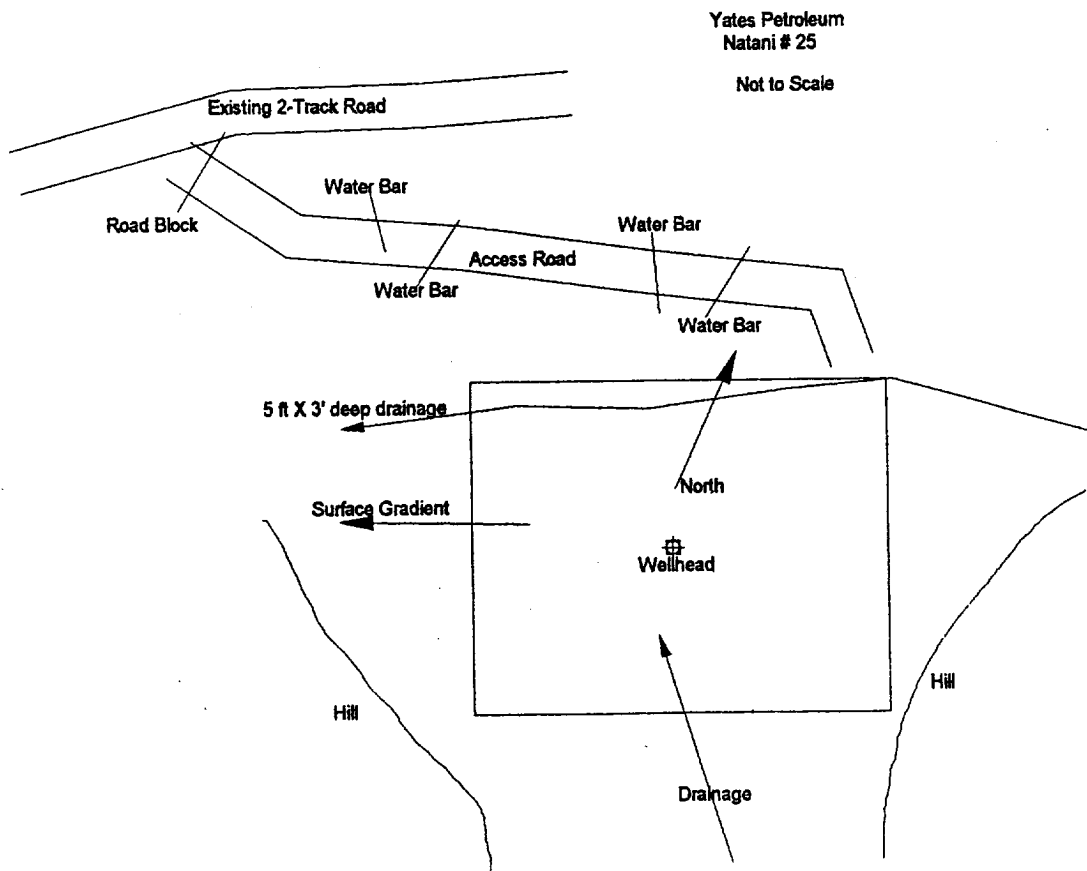 Yates Petroleum
Natani # 25
Not to Scale
Existing 2-Track Road
Water Bar
Road Block
Water Bar
Access Road
Water Bar
Water Bar
5 ft X 3' deep drainage
North
Surface Gradient
Wellhead
Hill
Hill
Drainage